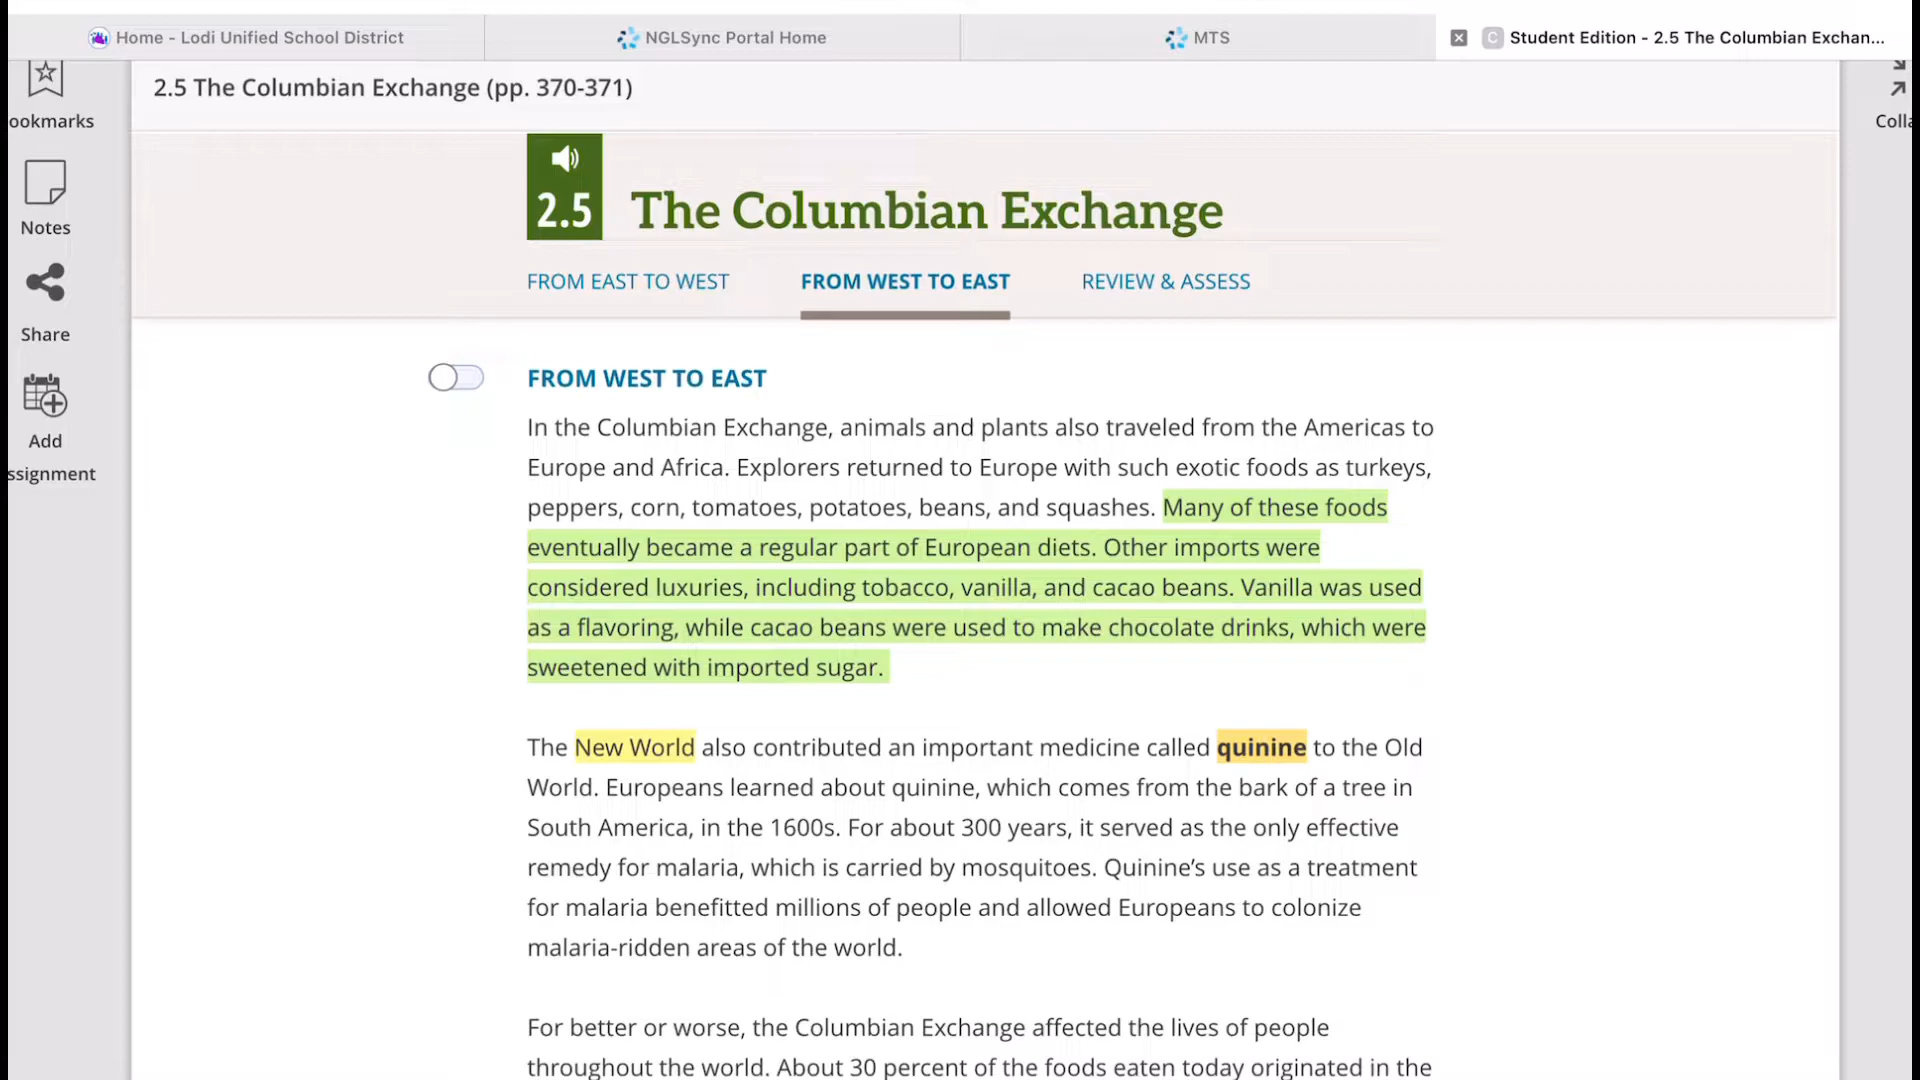 Home - Lodi Unified School District
NGLSync Portal Home
MTS
C
Student Edition - 2.5 The Columbian Exchan...
2.5 The Columbian Exchange (pp. 370-371)
ookmarks
Notes
Share
Add
ssignment
Colla
2.5
The Columbian Exchange
FROM EAST TO WEST
FROM WEST TO EAST
REVIEW & ASSESS
FROM WEST TO EAST
In the Columbian Exchange, animals and plants also traveled from the Americas to
Europe and Africa. Explorers returned to Europe with such exotic foods as turkeys,
peppers, corn, tomatoes, potatoes, beans, and squashes. Many of these foods
eventually became a regular part of European diets. Other imports were
considered luxuries, including tobacco, vanilla, and cacao beans. Vanilla was used
as a flavoring, while cacao beans were used to make chocolate drinks, which were
sweetened with imported sugar.
The New World also contributed an important medicine called quinine to the Old
World. Europeans learned about quinine, which comes from the bark of a tree in
South America, in the 1600s. For about 300 years, it served as the only effective
remedy for malaria, which is carried by mosquitoes. Quinine’s use as a treatment
for malaria benefitted millions of people and allowed Europeans to colonize
malaria-ridden areas of the world.
For better or worse, the Columbian Exchange affected the lives of people
throughout the world. About 30 percent of the foods eaten today originated in the